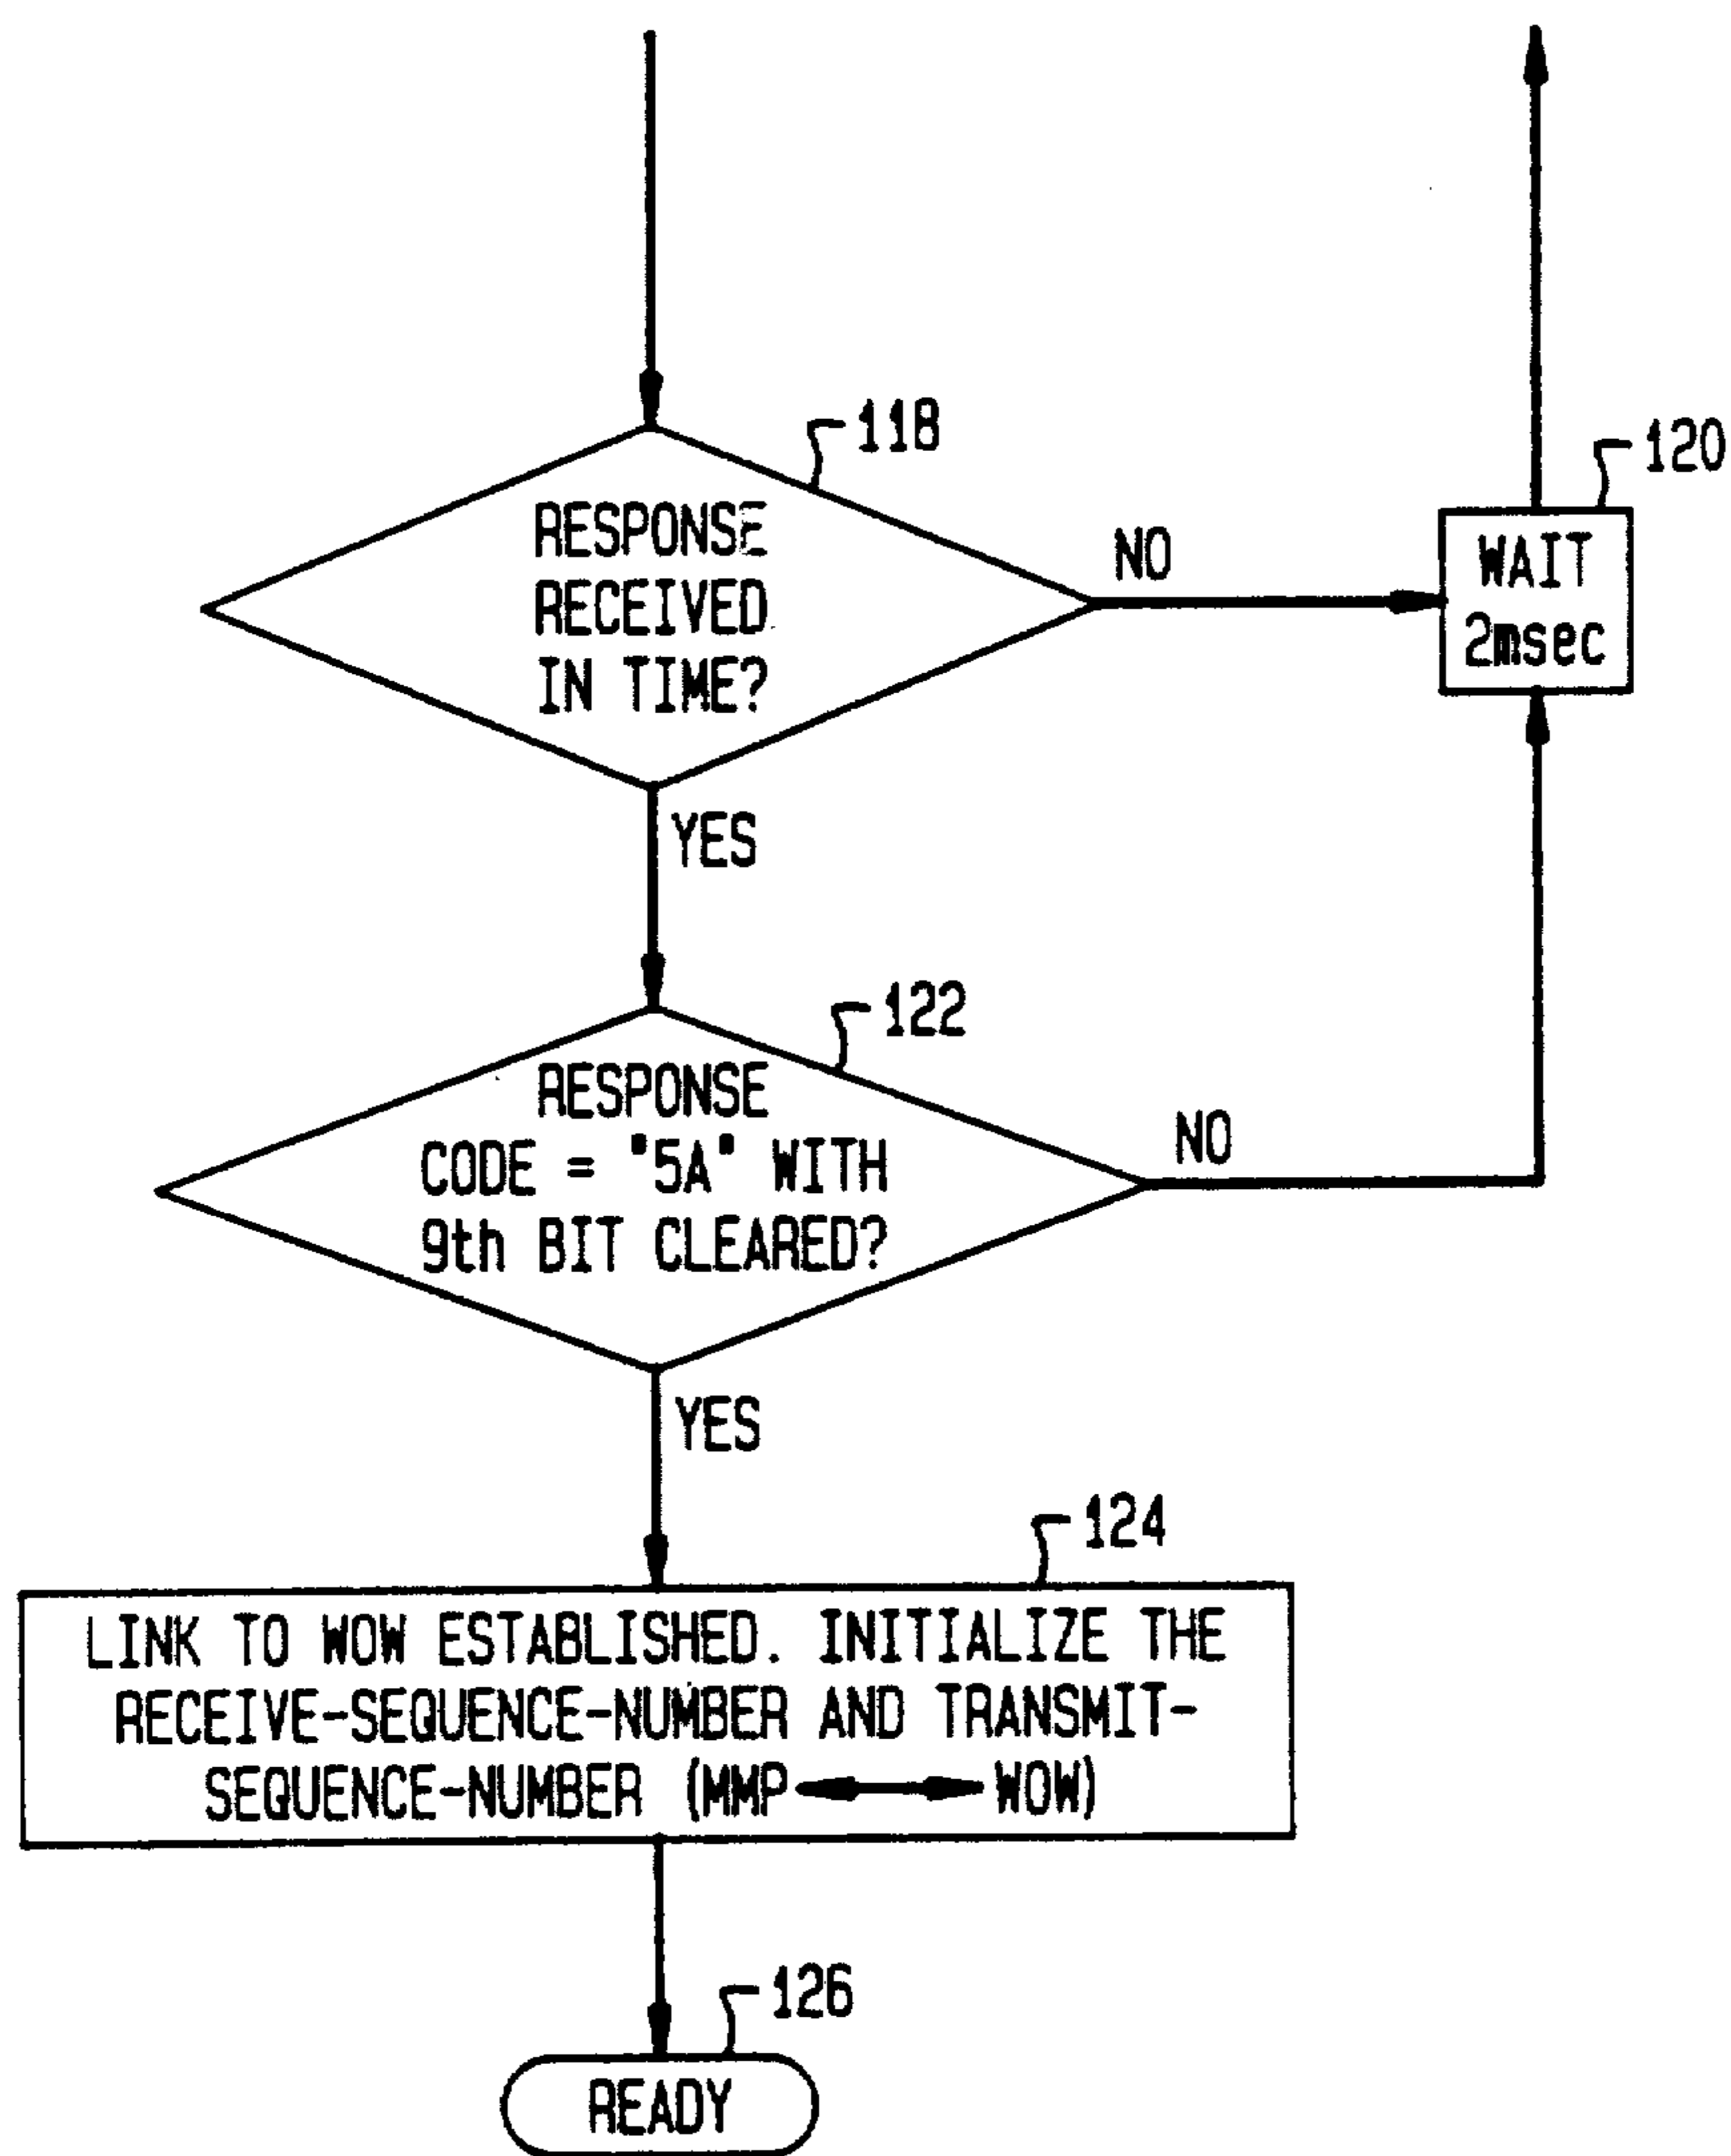 118
RESPONSE
RECEIVED
IN TIME?
NO
120
WAIT
2msec
YES
122
RESPONSE
CODE = "5A" WITH
9th BIT CLEARED?
NO
YES
124
LINK TO WOW ESTABLISHED. INITIALIZE THE
RECEIVE-SEQUENCE-NUMBER AND TRANSMIT-
SEQUENCE-NUMBER (MMP WOW)
126
READY